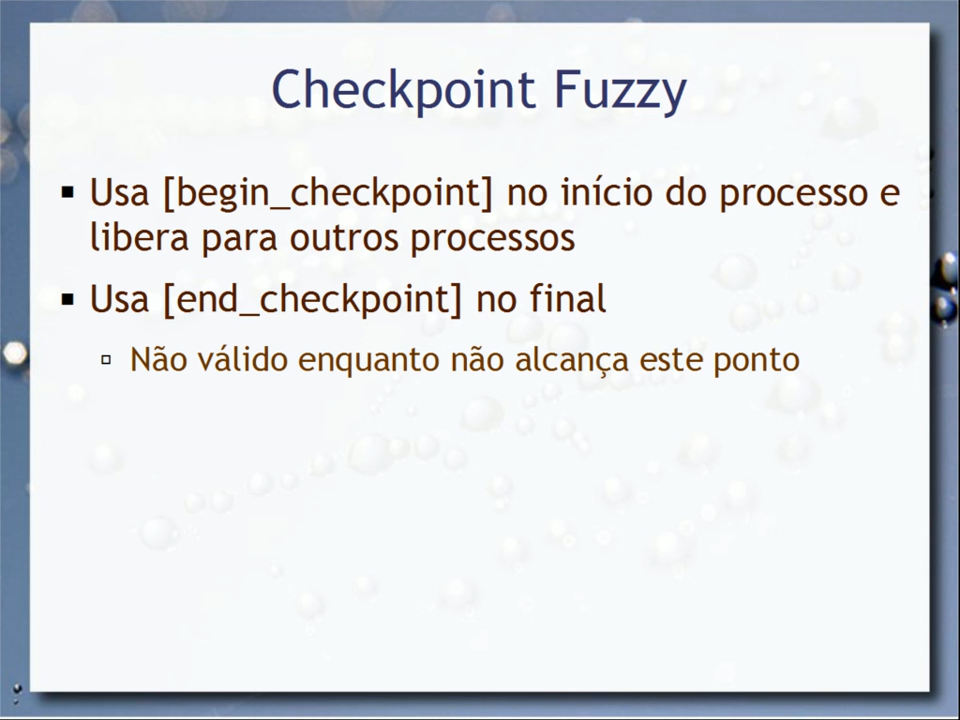 Checkpoint Fuzzy
Usa [begin_checkpoint] no início do processo e
libera para outros processos
Usa [end_checkpoint] no final
Não válido enquanto não alcança este ponto